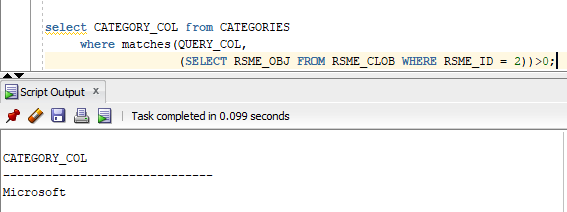 select CATEGORY_COL from CATEGORIES
where matches(QUERY_COL,
(SELECT RSME_OBJ FROM RSME_CLOB WHERE RSME_ID = 2))>0;
Script Output x
Task completed in 0.099 seconds
CATEGORY_COL
------------------------------
Microsoft